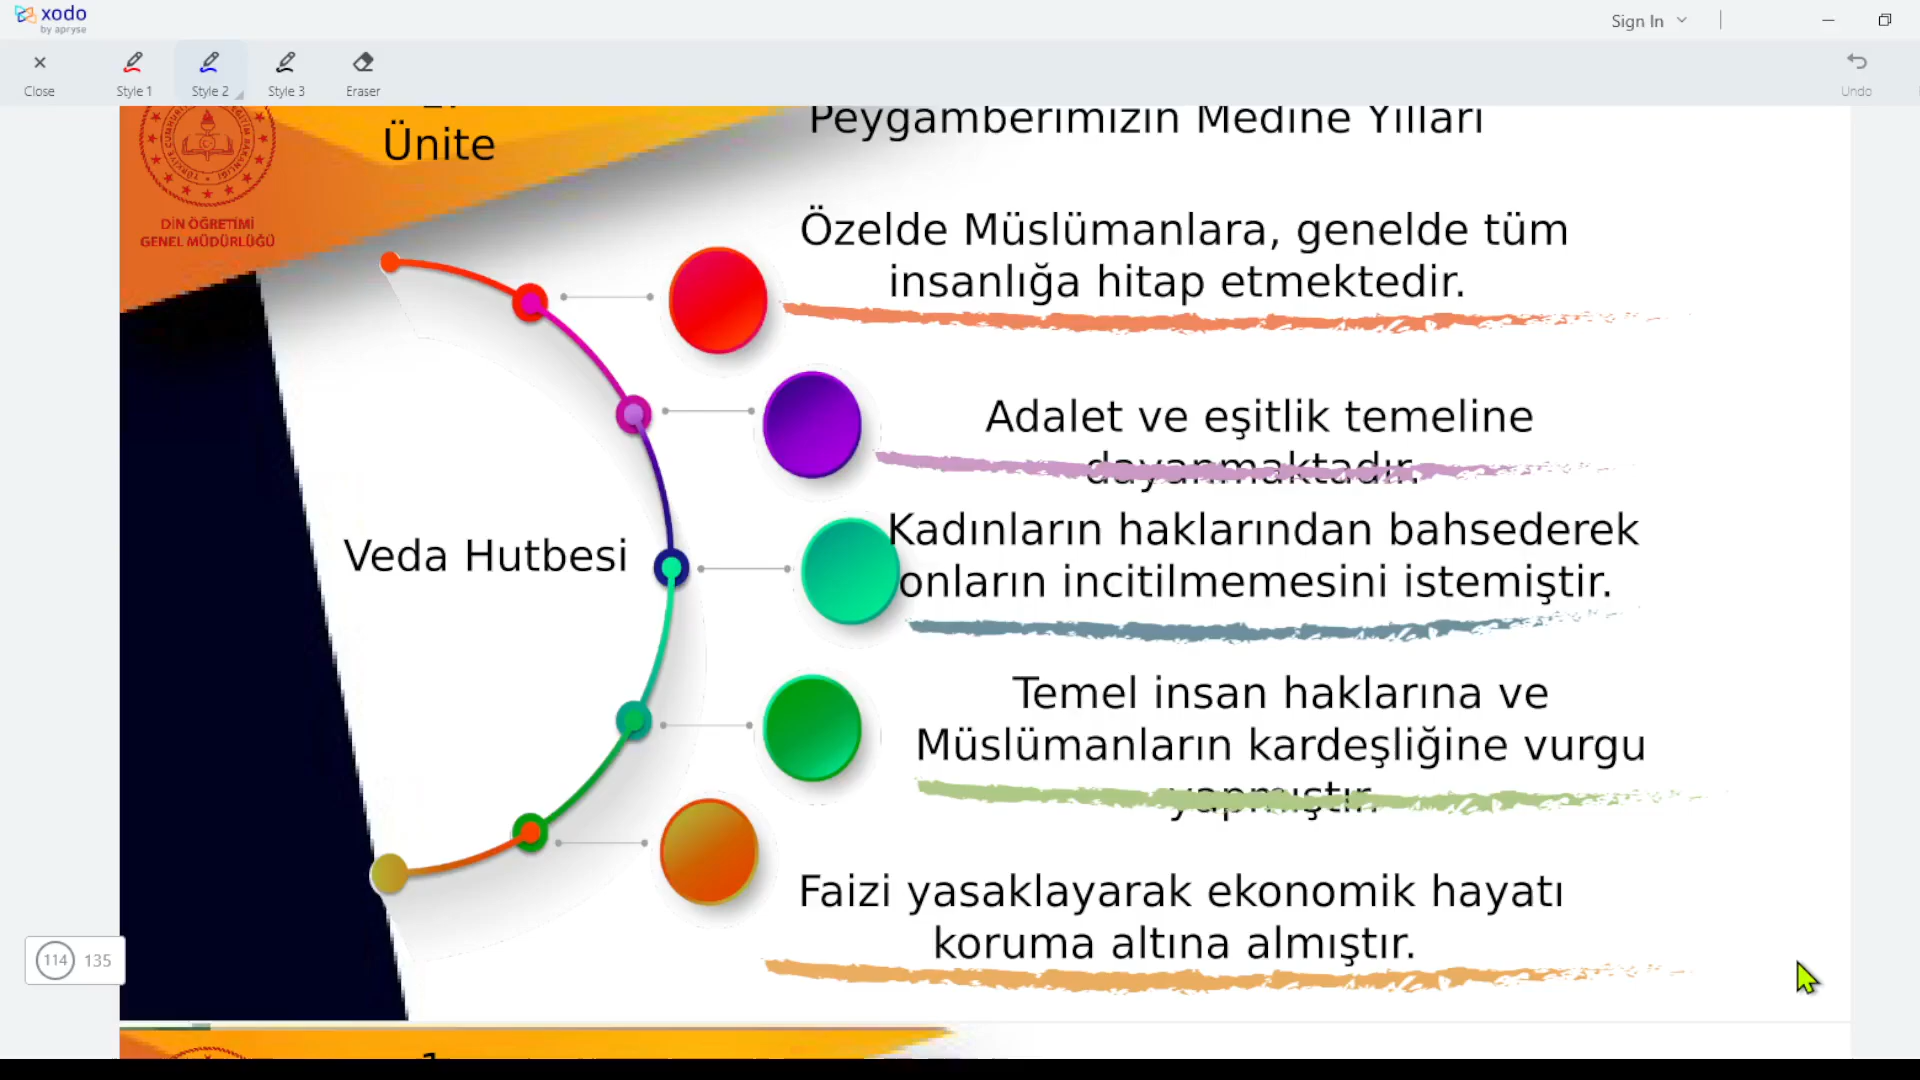 xodo
by apryse
Sign In
Close
Style 1
Style 2
Style 3
Eraser
Undo
Ünite
Peygamberimizin Medine Yılları
DİN ÖĞRETİMİ
GENEL MÜDÜRLÜĞÜ
Özelde Müslümanlara, genelde tüm
insanlığa hitap etmektedir.
Adalet ve eşitlik temeline
dayanmaktadır.
Kadınların haklarından bahsederek
onların incitilmemesini istemiştir.
Veda Hutbesi
Temel insan haklarına ve
Müslümanların kardeşliğine vurgu
yapmıştır.
Faizi yasaklayarak ekonomik hayatı
koruma altına almıştır.
114 135